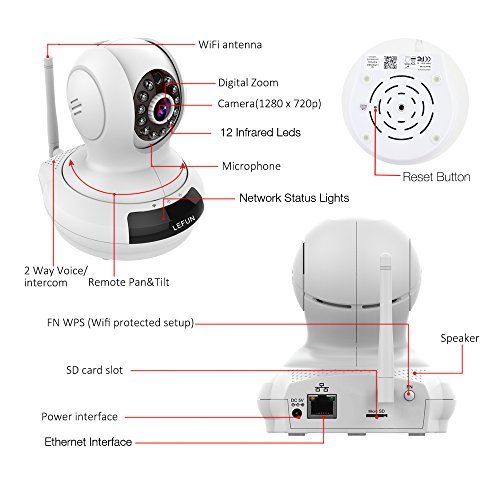 WiFi antenna
Digital Zoom
Camera(1280 x 720p)
12 Infrared Leds
Microphone
Reset Button
Network Status Lights
LEFUN
2 Way Voice/
intercom
Remote Pan&Tilt
FN WPS (Wifi protected setup)
Speaker
SD card slot
FN
DC 5V
Micro SD
Power interface
Ethernet Interface